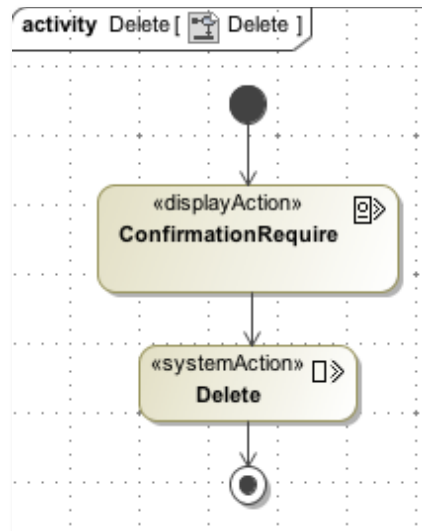 activity Delete [ Delete ]
«displayAction»
ConfirmationRequire
«systemAction»
Delete